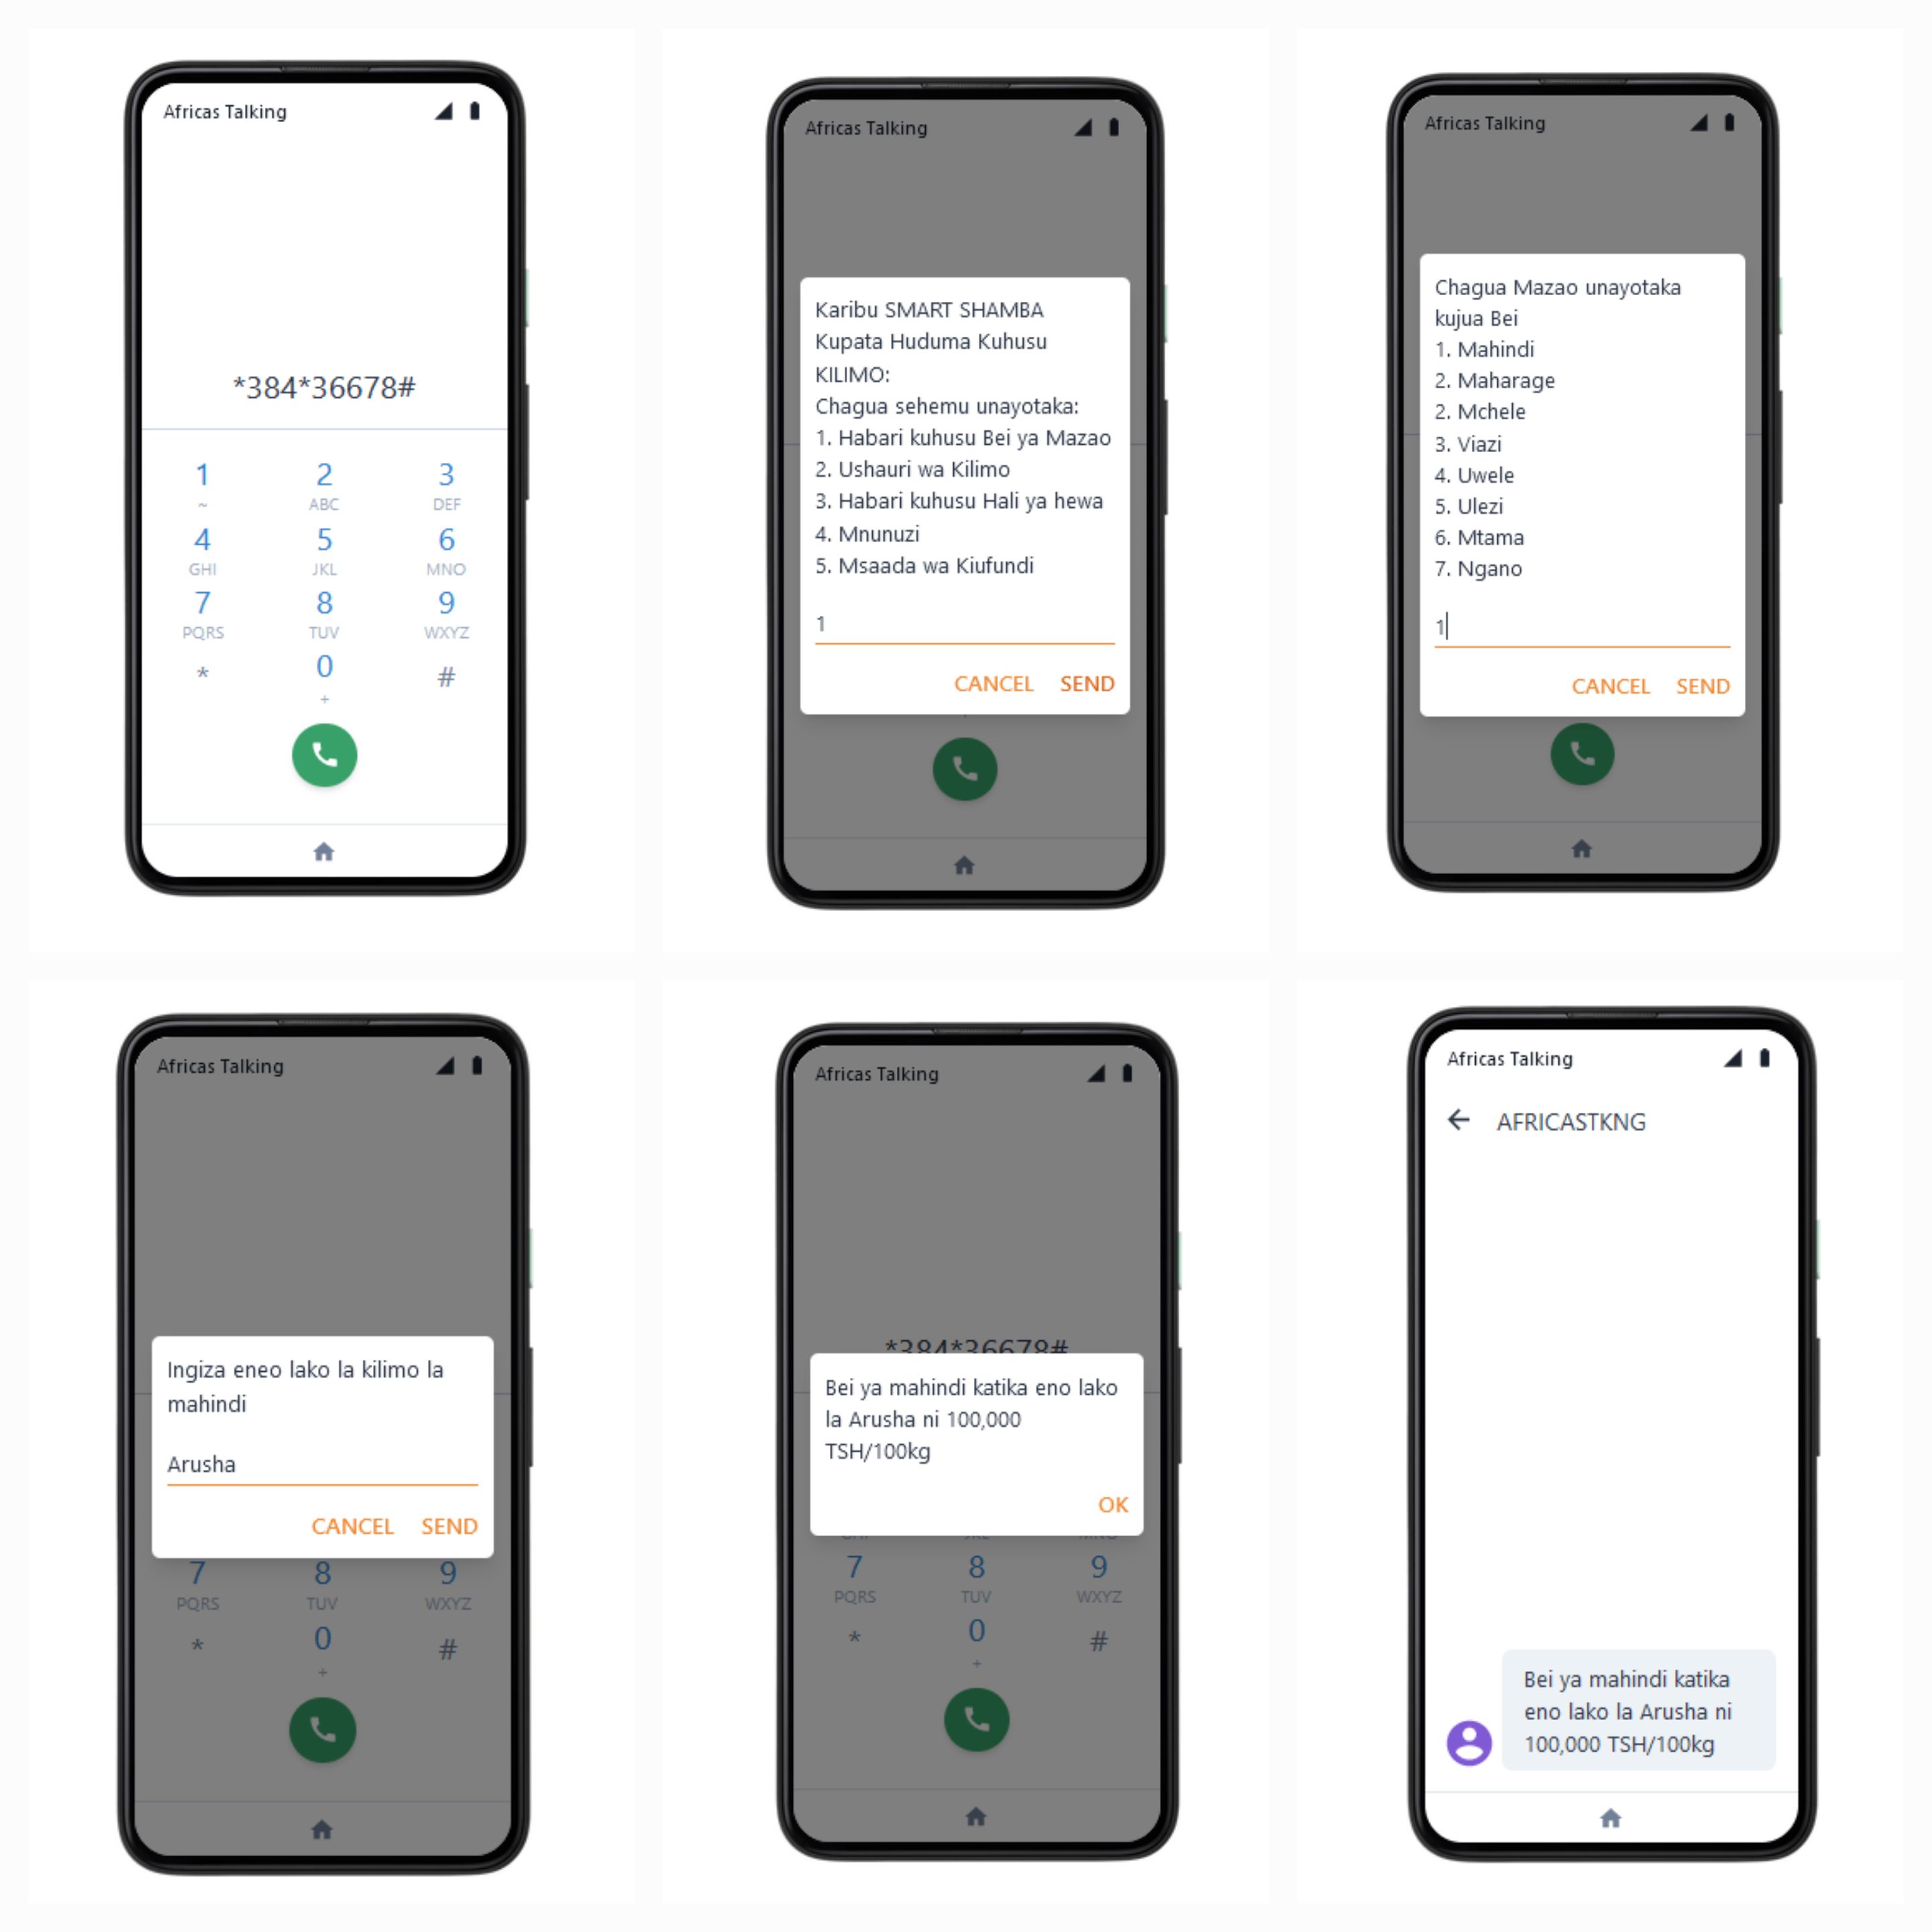 Africas Talking
*384*36678#
1 2 3
~ ABC DEF
4 5 6
GHI JKL MNO
7 8 9
PQRS TUV WXYZ
* 0 #
+
Africas Talking
Karibu SMART SHAMBA
Kupata Huduma Kuhusu
KILIMO:
Chagua sehemu unayotaka:
1. Habari kuhusu Bei ya Mazao
2. Ushauri wa Kilimo
3. Habari kuhusu Hali ya hewa
4. Mnunuzi
5. Msaada wa Kiufundi
1
CANCEL SEND
Africas Talking
Chagua Mazao unayotaka
kujua Bei
1. Mahindi
2. Maharage
2. Mchele
3. Viazi
4. Uwele
5. Ulezi
6. Mtama
7. Ngano
1
CANCEL SEND
Africas Talking
Ingiza eneo lako la kilimo la
mahindi
Arusha
CANCEL SEND
7 8 9
PQRS TUV WXYZ
* 0 #
+
Africas Talking
*384*36678#
Bei ya mahindi katika eno lako
la Arusha ni 100,000
TSH/100kg
OK
GHI JKL MNO
7 8 9
PQRS TUV WXYZ
* 0 #
+
Africas Talking
AFRICASTKNG
Bei ya mahindi katika
eno lako la Arusha ni
100,000 TSH/100kg